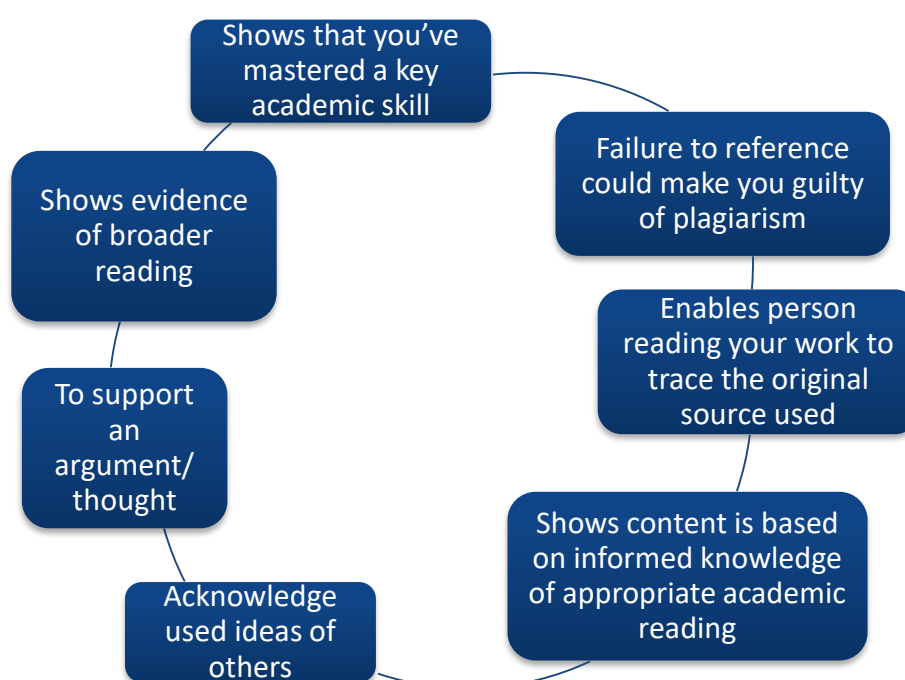 Shows that you've
mastered a key
academic skill
Failure to reference
could make you guilty
of plagiarism
Enables person
reading your work to
trace the original
source used
Shows content is based
on informed knowledge
of appropriate academic
reading
Acknowledge
used ideas of
others
To support
an
argument/
thought
Shows evidence
of broader
reading